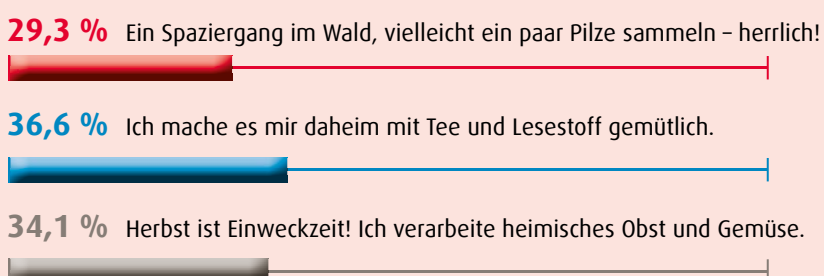 29,3 % Ein Spaziergang im Wald, vielleicht ein paar Pilze sammeln – herrlich!
36,6 % Ich mache es mir daheim mit Tee und Lesestoff gemütlich.
34,1 % Herbst ist Einweckzeit! Ich verarbeite heimisches Obst und Gemüse.